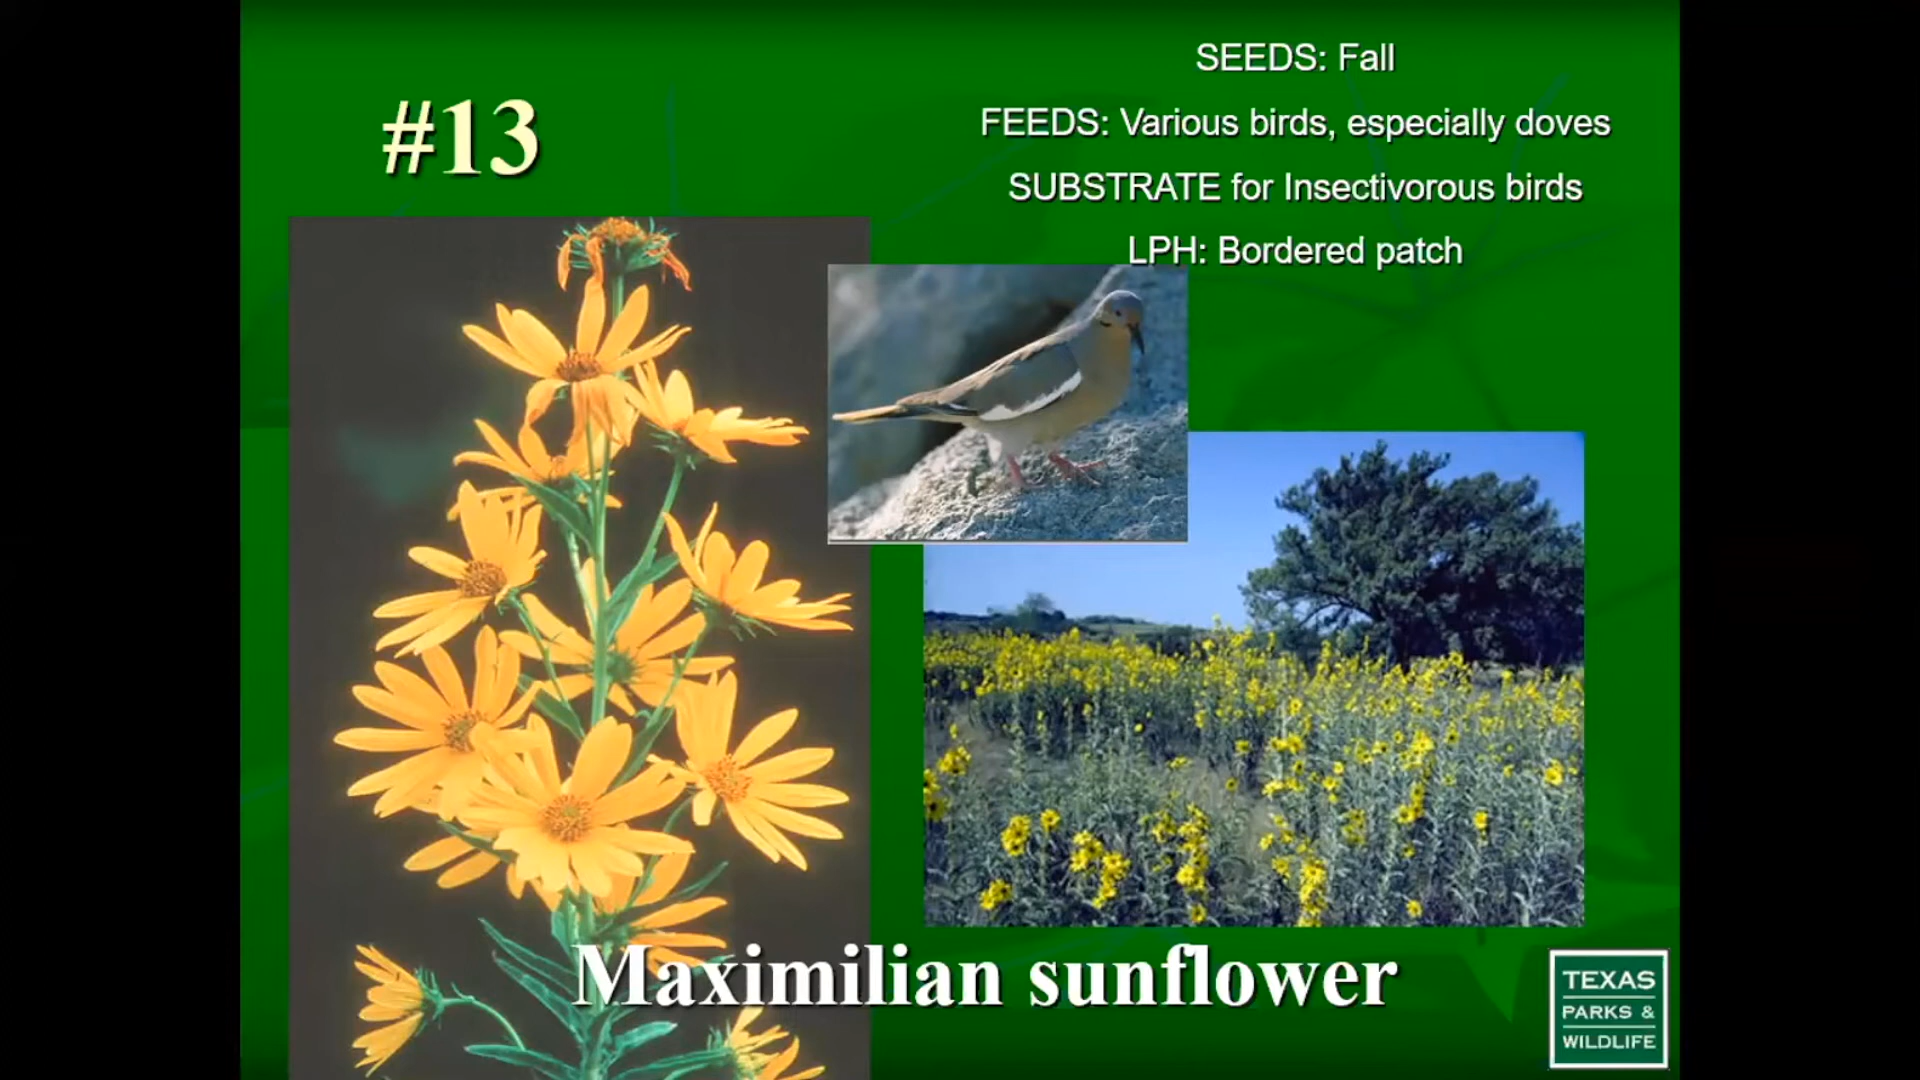 #13
SEEDS: Fall
FEEDS: Various birds, especially doves
SUBSTRATE for Insectivorous birds
LPH: Bordered patch
Maximilian sunflower
TEXAS
PARKS &
WILDLIFE